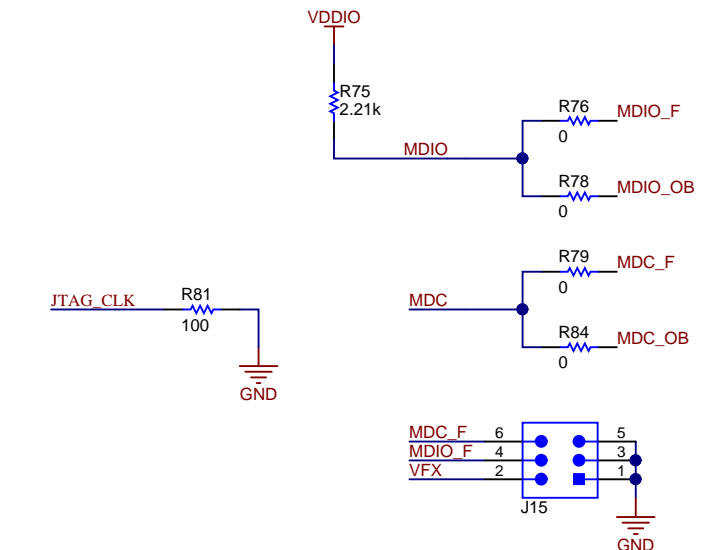 VDDIO
R75
2.21k
MDIO
R76
0
MDIO_F
R78
0
MDIO_OB
JTAG_CLK
R81
100
GND
MDC
R79
0
MDC_F
R84
0
MDC_OB
MDC_F 6 5
MDIO_F 4 3
VFX 2 1
J15
GND